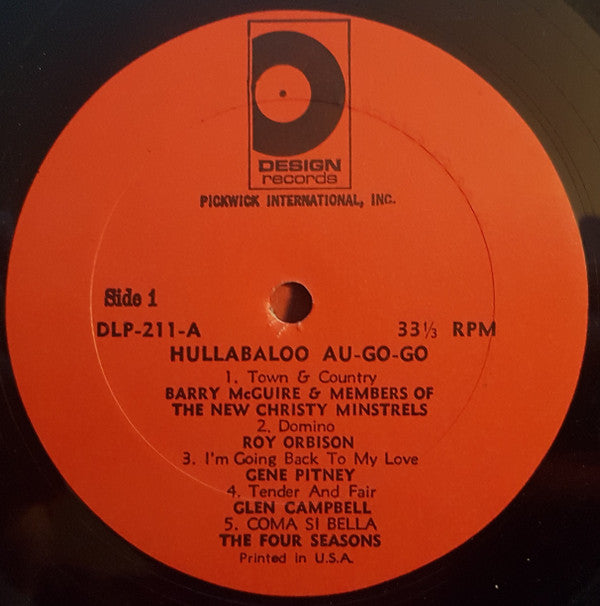 DESIGN
records
PICKWICK INTERNATIONAL, INC.
Side 1
DLP-211-A 33⅓ RPM
HULLABALOO AU-GO-GO
1. Town & Country
BARRY McGUIRE & MEMBERS OF
THE NEW CHRISTY MINSTRELS
2. Domino
ROY ORBISON
3. I'm Going Back To My Love
GENE PITNEY
4. Tender And Fair
GLEN CAMPBELL
5. COMA SI BELLA
THE FOUR SEASONS
Printed in U.S.A.